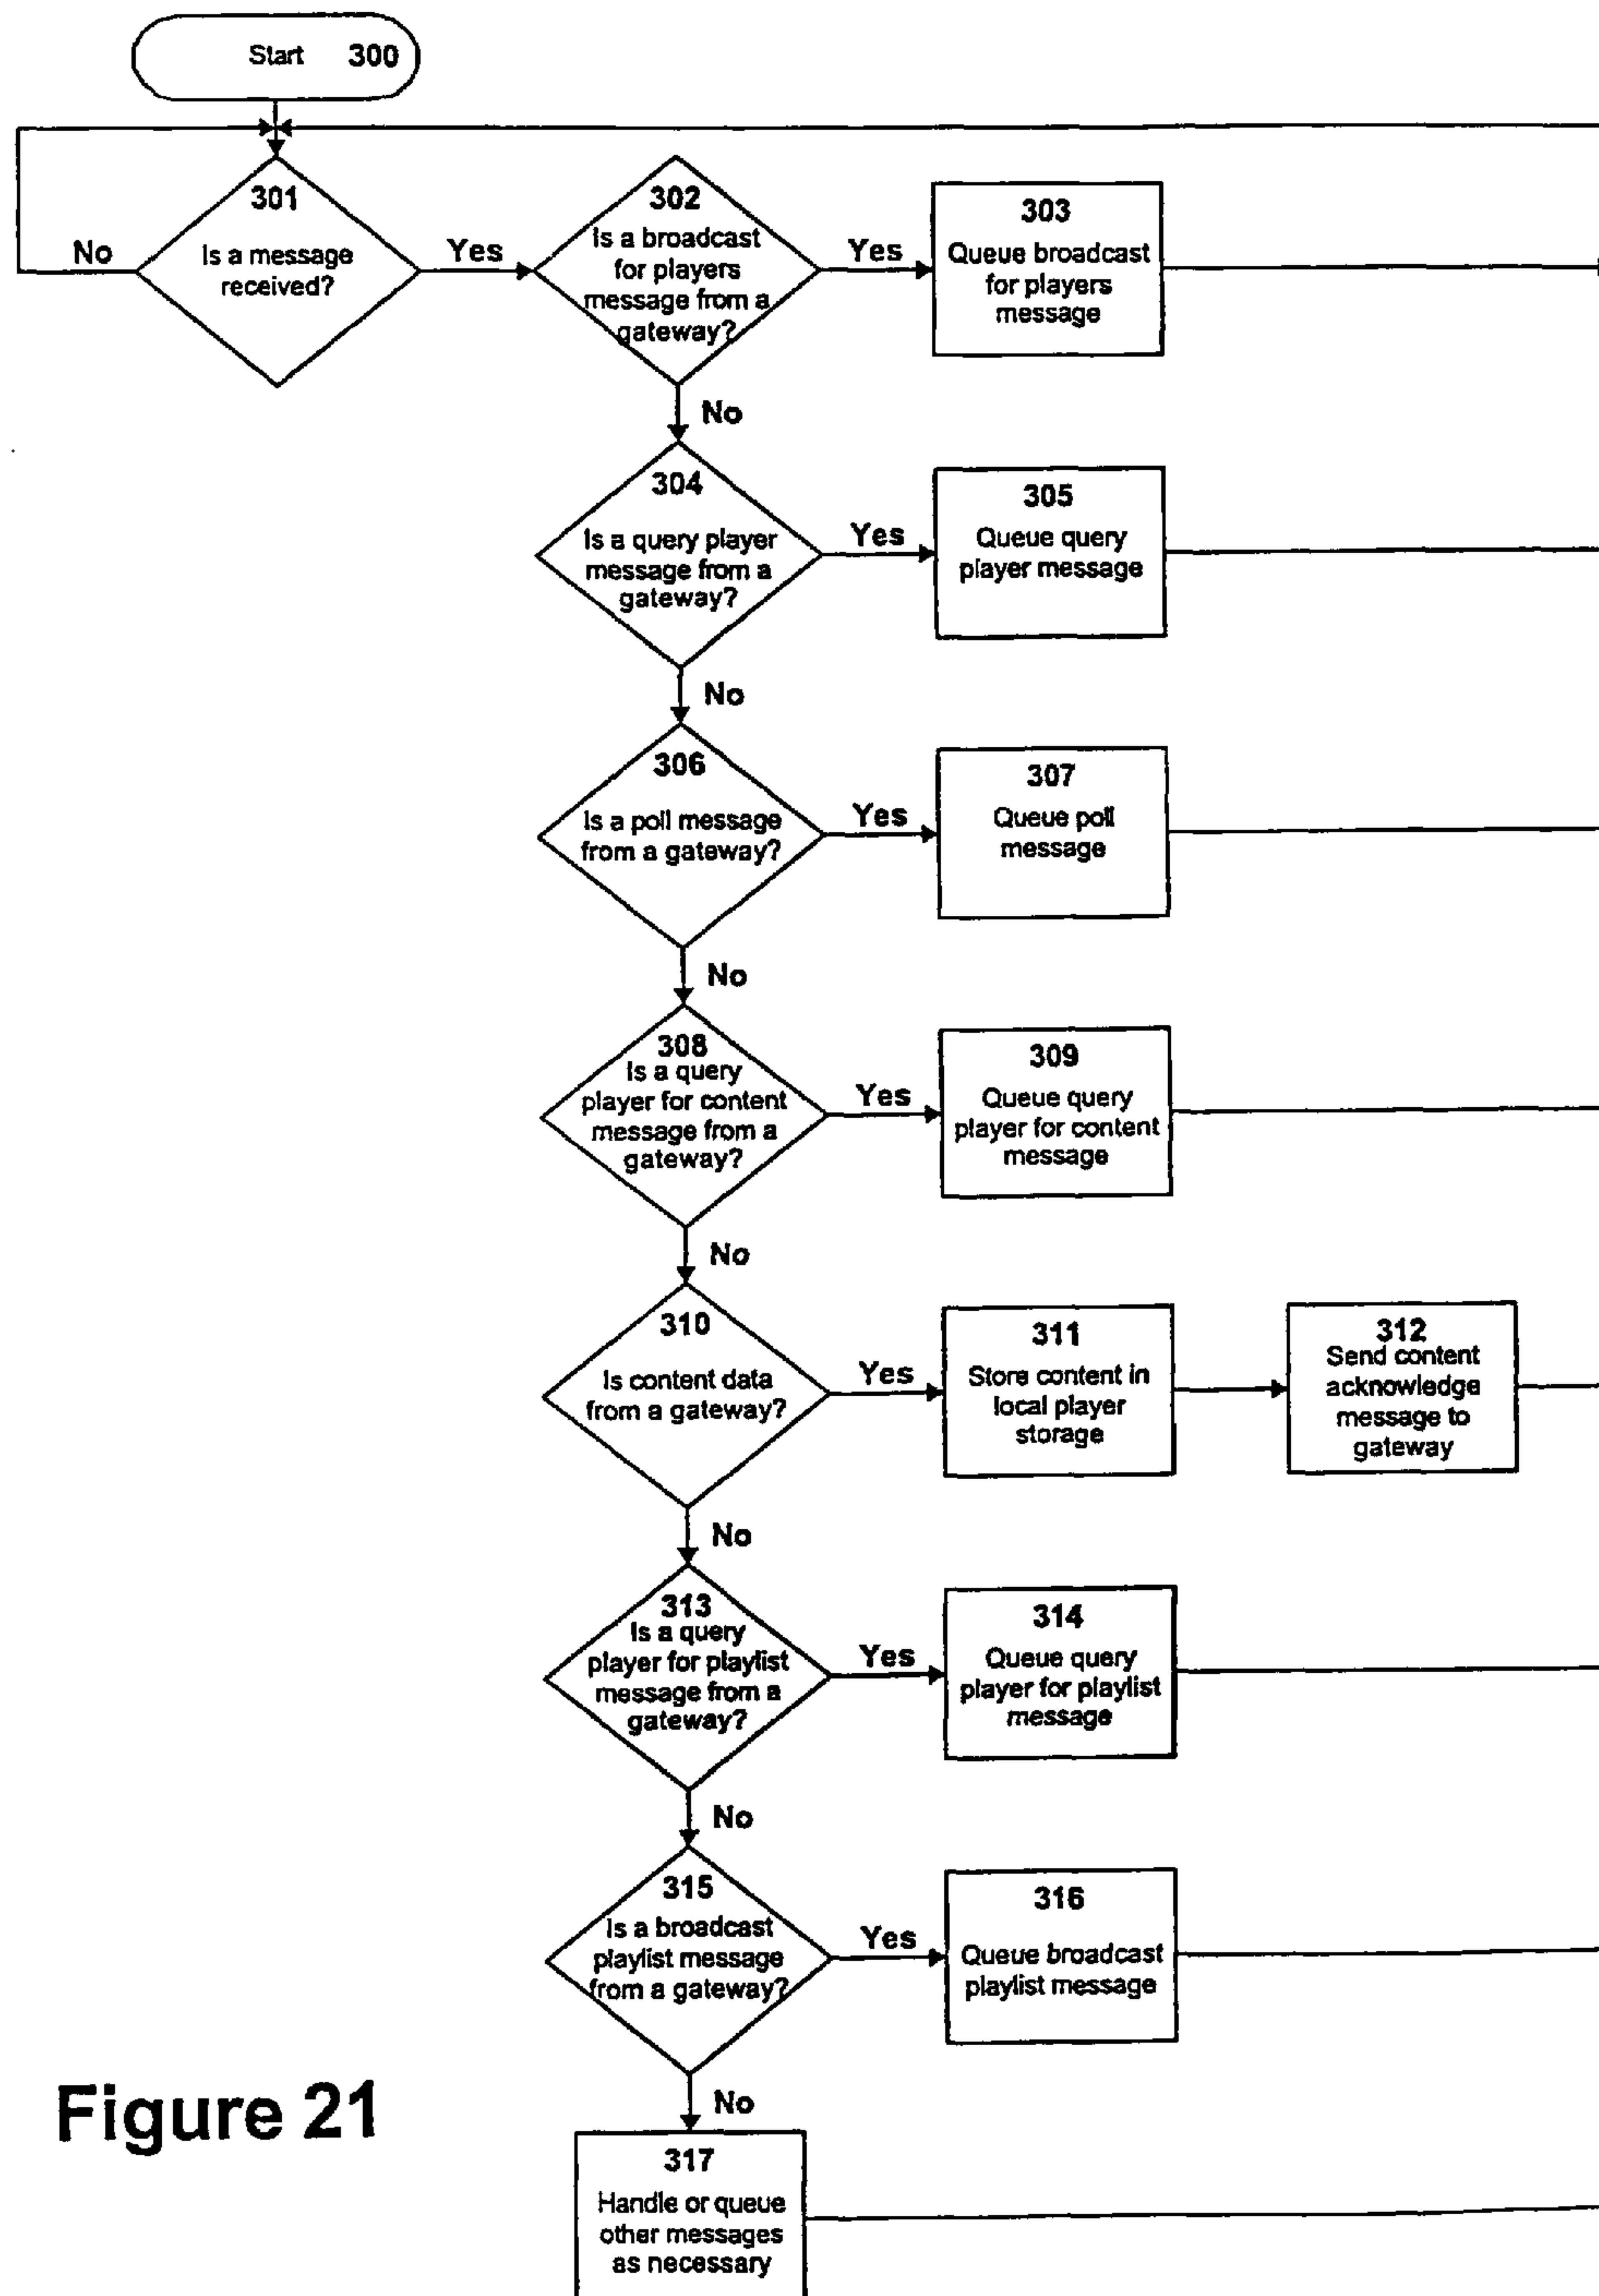 Start 300
301
Is a message
received?
No
Yes
302
Is a broadcast
for players
message from a
gateway?
Yes
303
Queue broadcast
for players
message
No
304
Is a query player
message from a
gateway?
Yes
305
Queue query
player message
No
306
Is a poll message
from a gateway?
Yes
307
Queue poll
message
No
308
Is a query
player for content
message from a
gateway?
Yes
309
Queue query
player for content
message
No
310
Is content data
from a gateway?
Yes
311
Store content in
local player
storage
312
Send content
acknowledge
message to
gateway
No
313
Is a query
player for playlist
message from a
gateway?
Yes
314
Queue query
player for playlist
message
No
315
Is a broadcast
playlist message
from a gateway?
Yes
316
Queue broadcast
playlist message
No
317
Handle or queue
other messages
as necessary
Figure 21